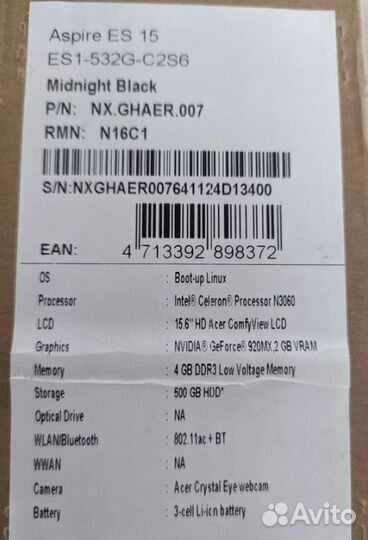 Aspire ES 15
ES1-532G-C2S6
Midnight Black
P/N: NX.GHAER.007
RMN: N16C1
S/N:NXGHAER007641124D13400
EAN: 4 713392 898372
OS : Boot-up Linux
Processor : Intel® Celeron® Processor N3060
LCD : 15.6" HD Acer ComfyView LCD
Graphics : NVIDIA® GeForce® 920MX,2 GB VRAM
Memory : 4 GB DDR3 Low Voltage Memory
Storage : 500 GB HDD*
Optical Drive : NA
WLAN/Bluetooth : 802.11ac + BT
WWAN : NA
Camera : Acer Crystal Eye webcam
Battery : 3-cell Li-icn battery
Avito